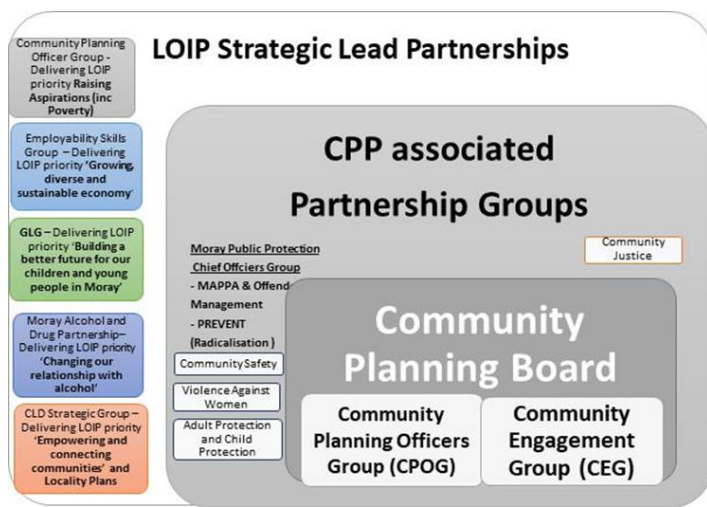 LOIP Strategic Lead Partnerships
Community Planning
Officer Group -
Delivering LOIP
priority Raising
Aspirations (inc
Poverty)
Employability Skills
Group – Delivering
LOIP priority 'Growing,
diverse and
sustainable economy'
GLG – Delivering LOIP
priority 'Building a
better future for our
children and young
people in Moray'
Moray Alcohol and
Drug Partnership–
Delivering LOIP priority
'Changing our
relationship with
alcohol'
CLD Strategic Group –
Delivering LOIP priority
'Empowering and
connecting
communities' and
Locality Plans
CPP associated
Partnership Groups
Moray Public Protection
Chief Offciers Group
- MAPPA & Offende
Management
- PREVENT
(Radicalisation )
Community Safety
Violence Against
Women
Adult Protection
and Child
Protection
Community
Justice
Community
Planning Board
Community
Planning Officers
Group (CPOG)
Community
Engagement
Group (CEG)